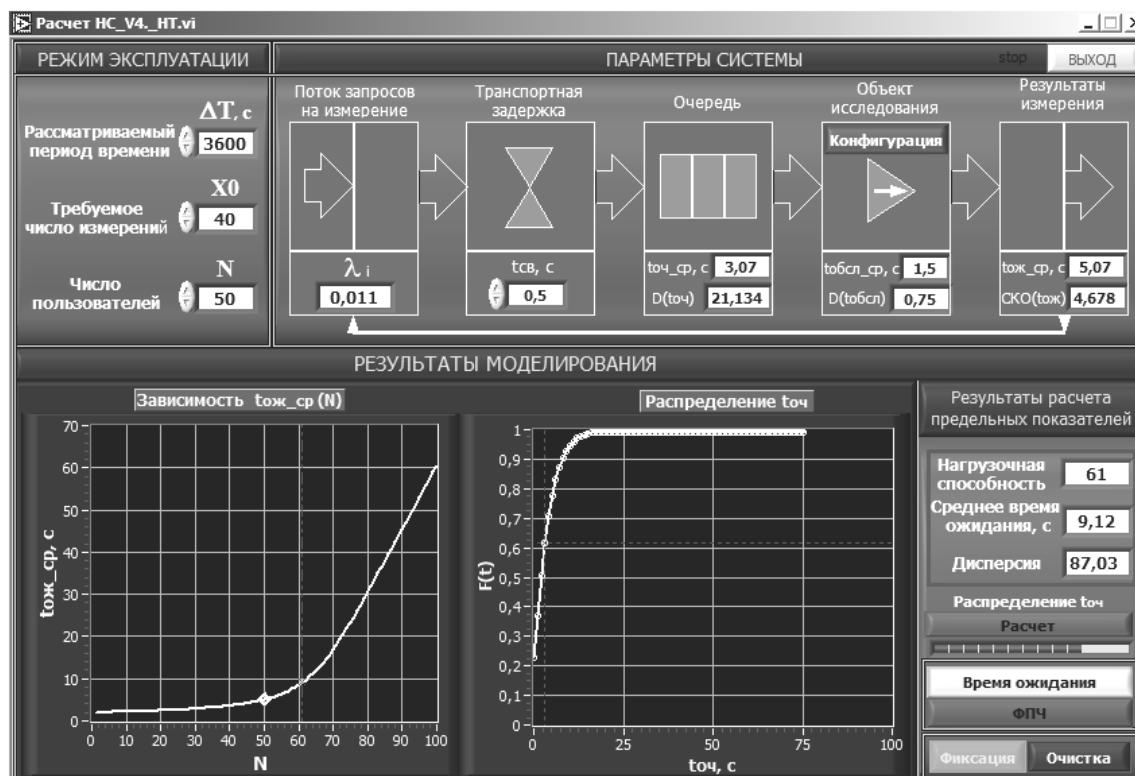 Расчет НС_V4._НТ.vi
РЕЖИМ ЭКСПЛУАТАЦИИ
ΔT, с
Рассматриваемый
период времени
3600
X0
Требуемое
число измерений
40
N
Число
пользователей
50
ПАРАМЕТРЫ СИСТЕМЫ
stop
ВЫХОД
Поток запросов
на измерение
λ i
0,011
Транспортная
задержка
tсв, с
0,5
Очередь
tоч_ср, с 3,07
D(tоч) 21,134
Объект
исследования
Конфигурация
tобсл_ср, с 1,5
D(tобсл) 0,75
Результаты
измерения
tож_ср, с 5,07
СКО(tож) 4,678
РЕЗУЛЬТАТЫ МОДЕЛИРОВАНИЯ
Зависимость tож_ср (N)
tож_ср, с
70
60
50
40
30
20
10
0
0 10 20 30 40 50 60 70 80 90 100
N
Распределение tоч
F(t)
1
0,9
0,8
0,7
0,6
0,5
0,4
0,3
0,2
0,1
0
0 25 50 75 100
tоч, с
Результаты расчета
предельных показателей
Нагрузочная
способность
61
Среднее время
ожидания, с
9,12
Дисперсия 87,03
Распределение tоч
Расчет
Время ожидания
ФПЧ
Фиксация Очистка